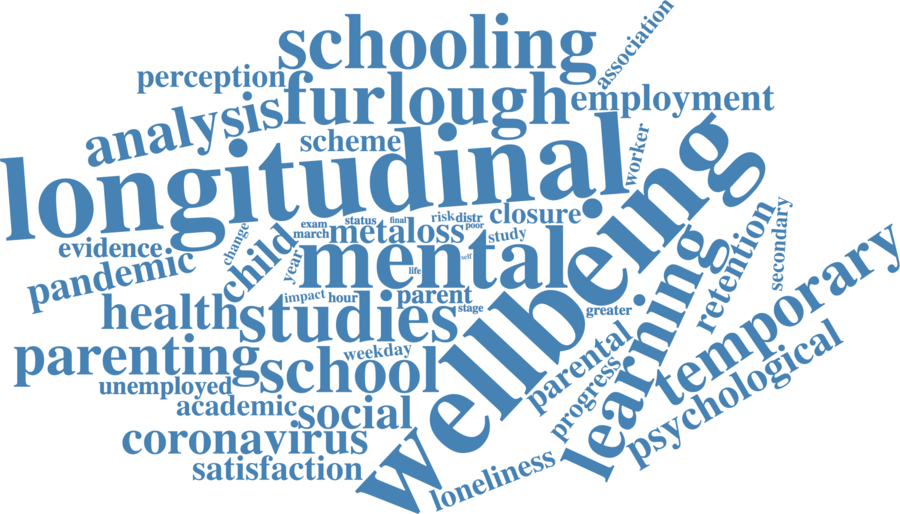 association
schooling
perception
furlough
employment
analysis
scheme
longitudinal
worker
wellbeing
exam
status
final
risk
distr
closure
march
metaloss
poor
study
evidence
change
child
year
mental
life
self
pandemic
learning
retention
secondary
temporary
impact
hour
parent
stage
greater
health
studies
parenting
weekday
school
parental
progress
psychological
unemployed
academic
social
coronavirus
satisfaction
loneliness